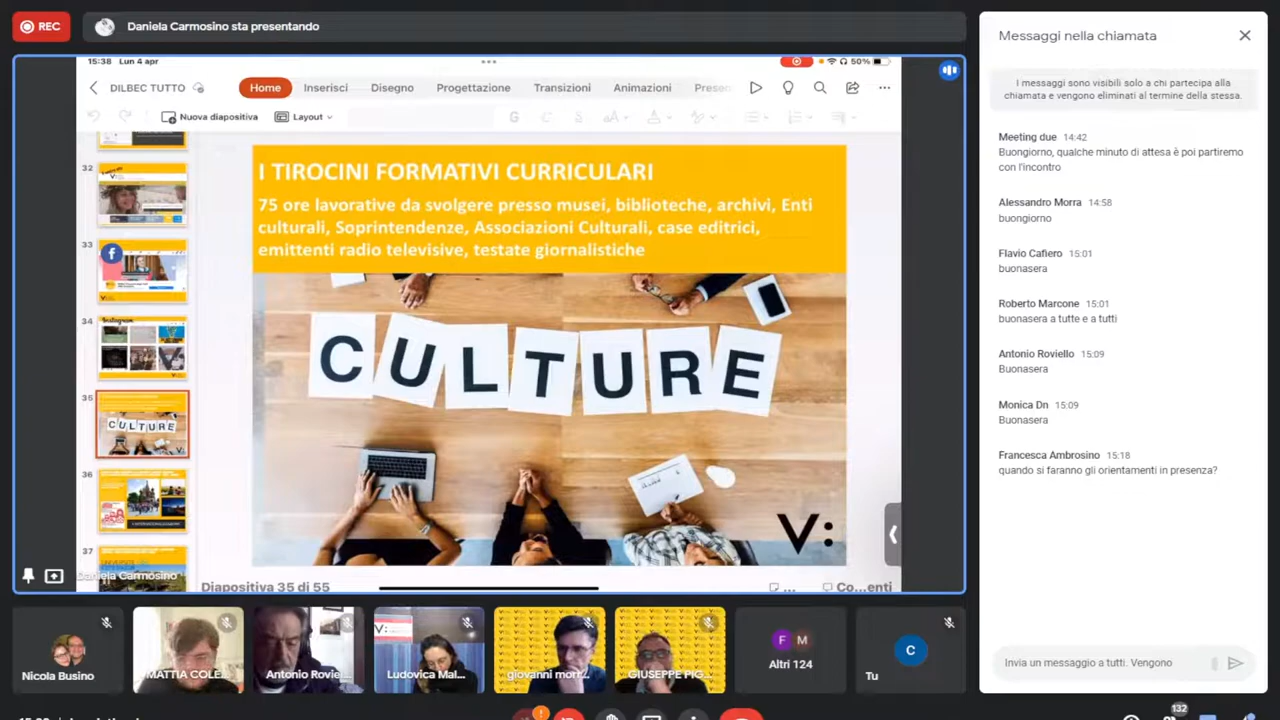 REC
Daniela Carmosino sta presentando
15:38 Lun 4 apr
50%
DILBEC TUTTO
Home
Inserisci
Disegno
Progettazione
Transizioni
Animazioni
Nuova diapositiva
Layout
32
33
34
35
36
37
I TIROCINI FORMATIVI CURRICULARI
75 ore lavorative da svolgere presso musei, biblioteche, archivi, Enti
culturali, Soprintendenze, Associazioni Culturali, case editrici,
emittenti radio televisive, testate giornalistiche
CULTURE
V:
Daniela Carmosino
Diapositiva 35 di 55
Nicola Busino
Ludovica Mal...
GIUSEPPE PIG...
Altri 124
F
M
C
Tu
Messaggi nella chiamata
I messaggi sono visibili solo a chi partecipa alla
chiamata e vengono eliminati al termine della stessa.
Meeting due 14:42
Buongiorno, qualche minuto di attesa è poi partiremo
con l'incontro
Alessandro Morra 14:58
buongiorno
Flavio Cafiero 15:01
buonasera
Roberto Marcone 15:01
buonasera a tutte e a tutti
Antonio Roviello 15:09
Buonasera
Monica Dn 15:09
Buonasera
Francesca Ambrosino 15:18
quando si faranno gli orientamenti in presenza?
Invia un messaggio a tutti. Vengono
132